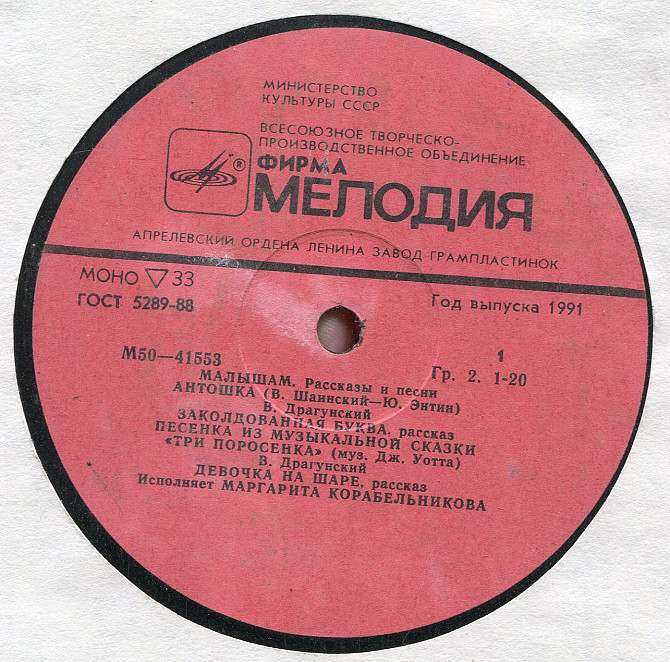 МИНИСТЕРСТВО
КУЛЬТУРЫ СССР
ВСЕСОЮЗНОЕ ТВОРЧЕСКО-
ПРОИЗВОДСТВЕННОЕ ОБЪЕДИНЕНИЕ
®
ФИРМА
МЕЛОДИЯ
АПРЕЛЕВСКИЙ ОРДЕНА ЛЕНИНА ЗАВОД ГРАМПЛАСТИНОК
МОНО ▽ 33
ГОСТ 5289-88
Год выпуска 1991
М50—41553
1
Гр. 2. 1-20
МАЛЫШАМ. Рассказы и песни
АНТОШКА (В. Шаинский—Ю. Энтин)
В. Драгунский
ЗАКОЛДОВАННАЯ БУКВА, рассказ
ПЕСЕНКА ИЗ МУЗЫКАЛЬНОЙ СКАЗКИ
«ТРИ ПОРОСЕНКА» (муз. Дж. Уотта)
В. Драгунский
ДЕВОЧКА НА ШАРЕ, рассказ
Исполняет МАРГАРИТА КОРАБЕЛЬНИКОВА